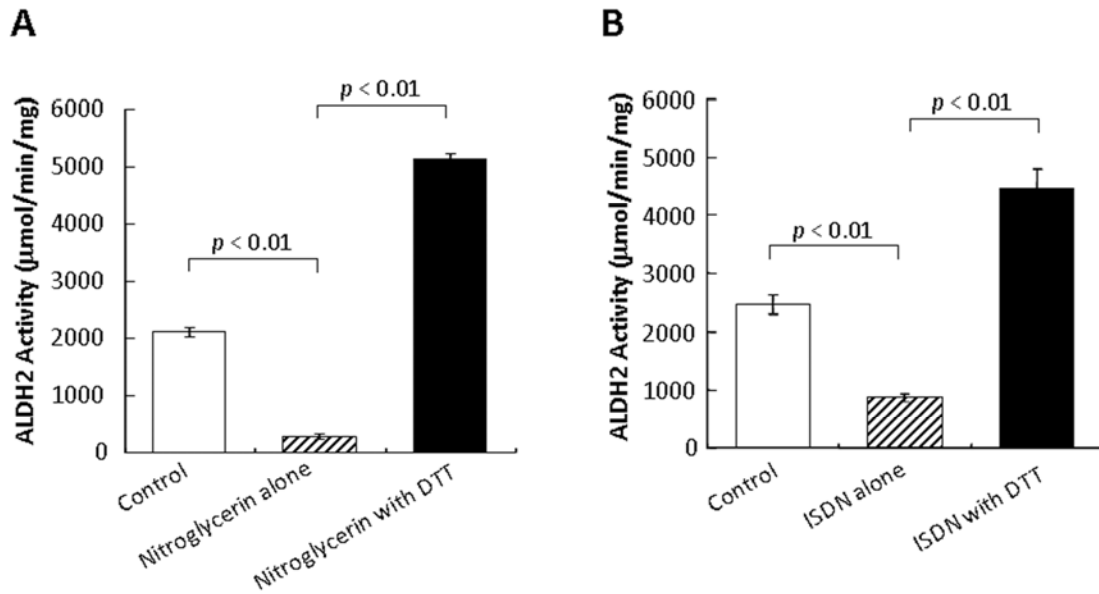 A
ALDH2 Activity (µmol/min/mg)
6000
5000
4000
3000
2000
1000
0
p < 0.01
p < 0.01
Control
Nitroglycerin alone
Nitroglycerin with DTT
B
ALDH2 Activity (µmol/min/mg)
6000
5000
4000
3000
2000
1000
0
p < 0.01
p < 0.01
Control
ISDN alone
ISDN with DTT